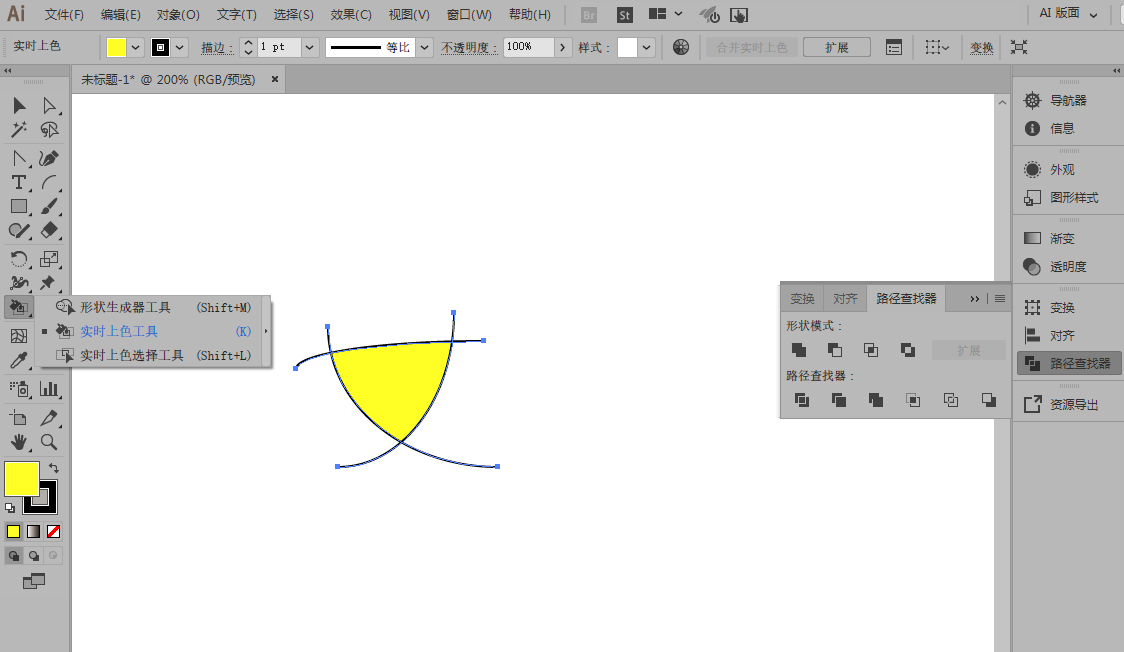 Ai 文件(F) 编辑(E) 对象(O) 文字(T) 选择(S) 效果(C) 视图(V) 窗口(W) 帮助(H) Br St AI 版面
实时上色 描边： 1 pt 等比 不透明度： 100% 样式： 合并实时上色 扩展 变换
未标题-1* @ 200% (RGB/预览) ×
导航器
信息
外观
图形样式
渐变
透明度
形状生成器工具 (Shift+M)
实时上色工具 (K)
实时上色选择工具 (Shift+L)
变换 对齐 路径查找器
形状模式：
扩展
路径查找器：
变换
对齐
路径查找器
资源导出